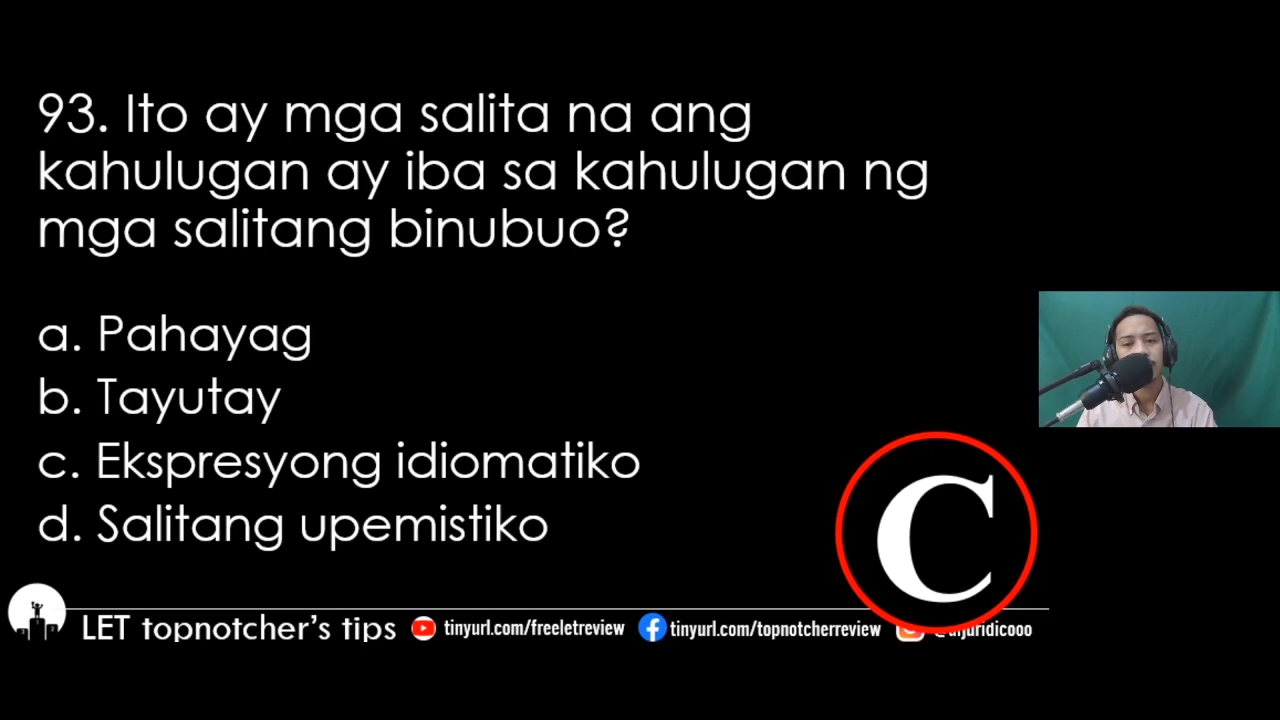 93. Ito ay mga salita na ang
kahulugan ay iba sa kahulugan ng
mga salitang binubuo?
a. Pahayag
b. Tayutay
c. Ekspresyong idiomatiko
d. Salitang upemistiko
C
LET topnotcher's tips
tinyurl.com/freeletreview
tinyurl.com/topnotcherreview